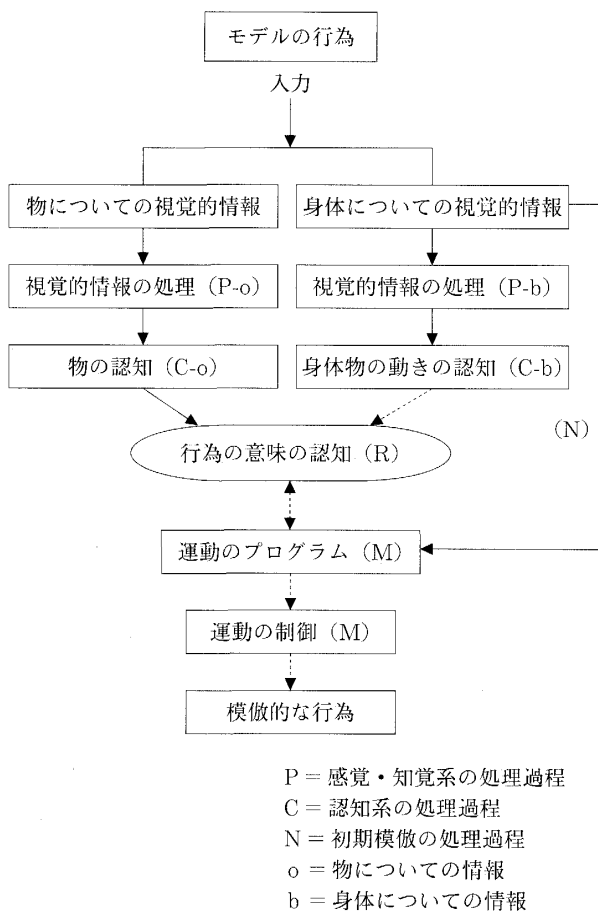 モデルの行為
入力
物についての視覚的情報
身体についての視覚的情報
視覚的情報の処理（P-o）
視覚的情報の処理（P-b）
物の認知（C-o）
身体物の動きの認知（C-b）
（N）
行為の意味の認知（R）
運動のプログラム（M）
運動の制御（M）
模倣的な行為
P = 感覚・知覚系の処理過程
C = 認知系の処理過程
N = 初期模倣の処理過程
o = 物についての情報
b = 身体についての情報